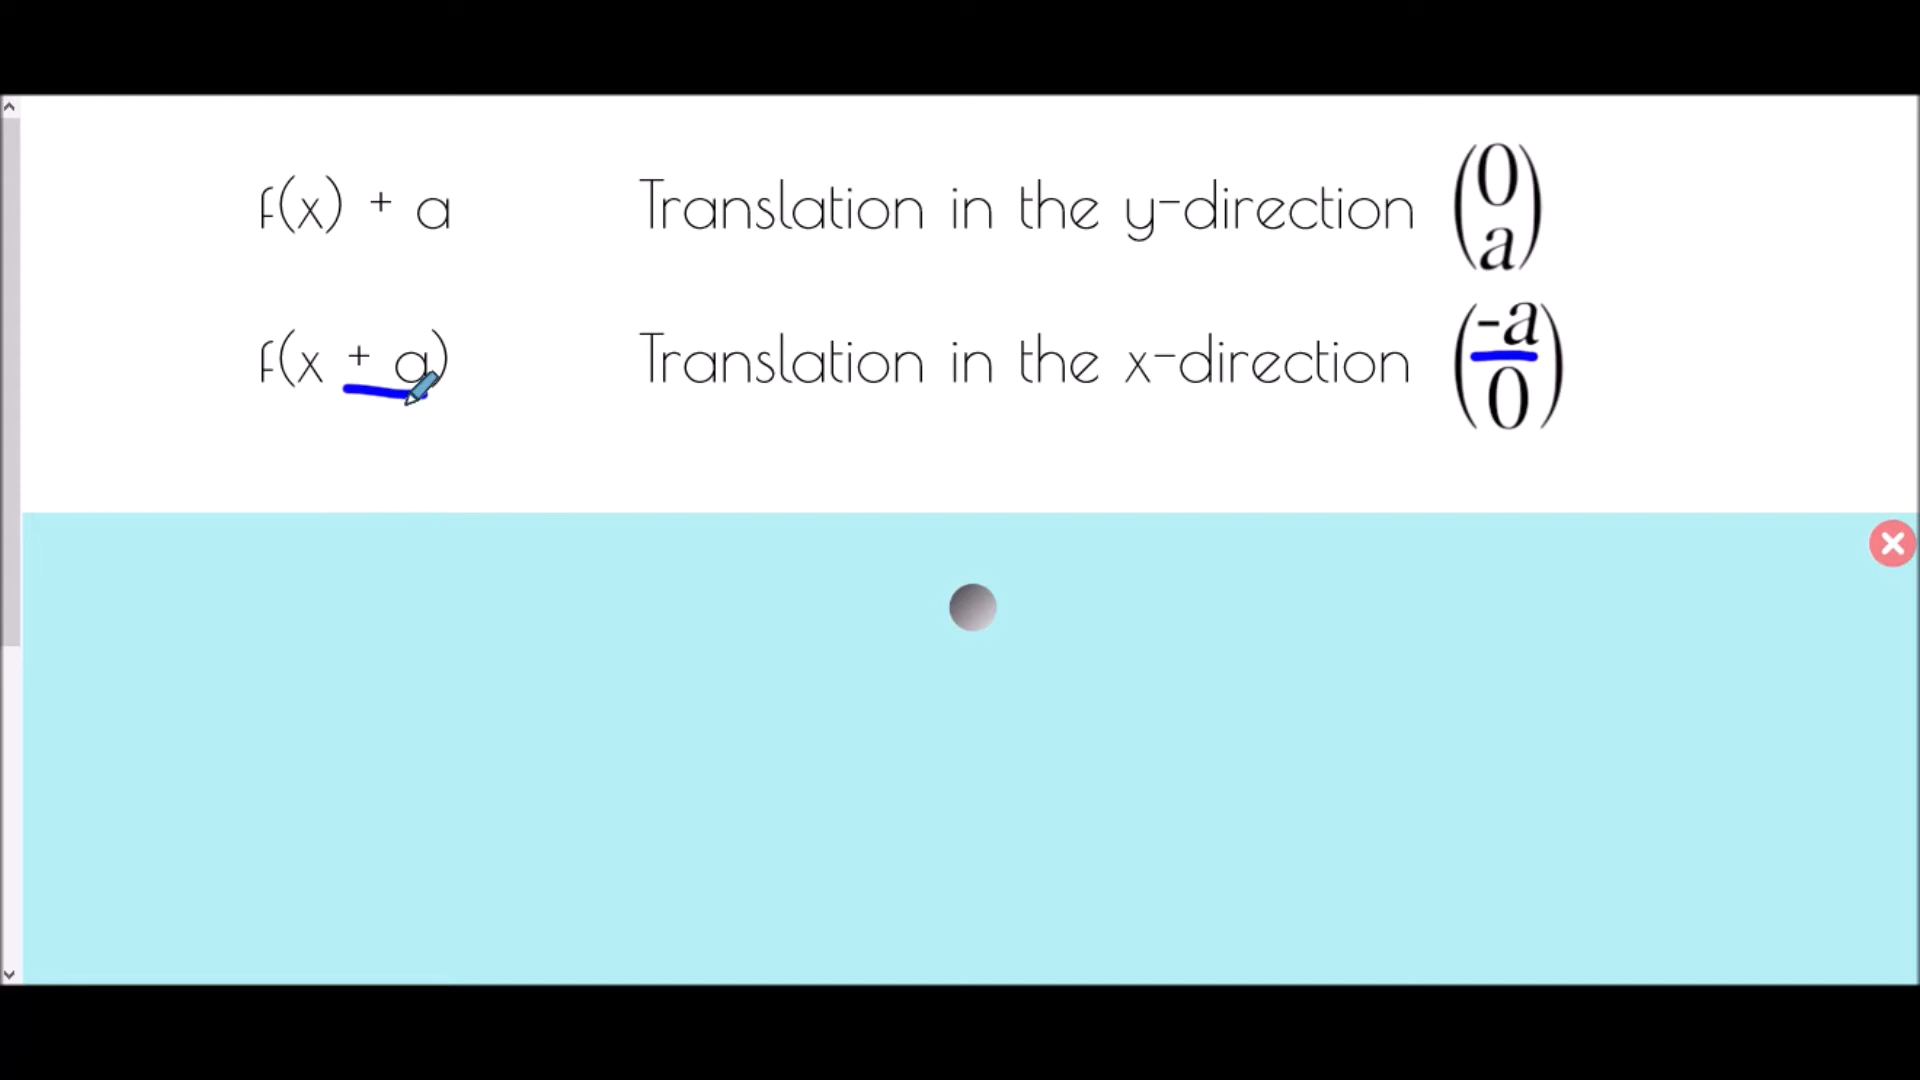 f(x) + a Translation in the y-direction (0 a)
f(x + a) Translation in the x-direction (-a 0)